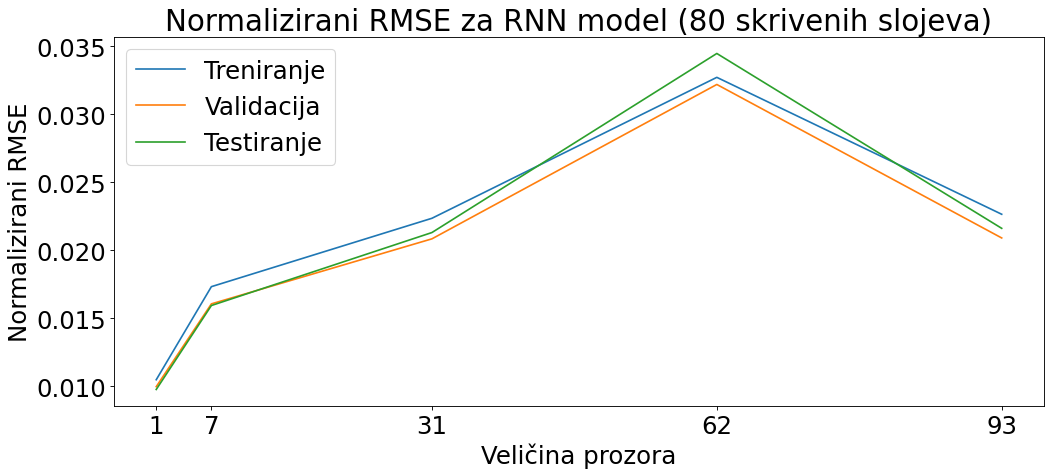 Normalizirani RMSE za RNN model (80 skrivenih slojeva)
Normalizirani RMSE
0.035
0.030
0.025
0.020
0.015
0.010
Treniranje
Validacija
Testiranje
1 7 31 62 93
Veličina prozora